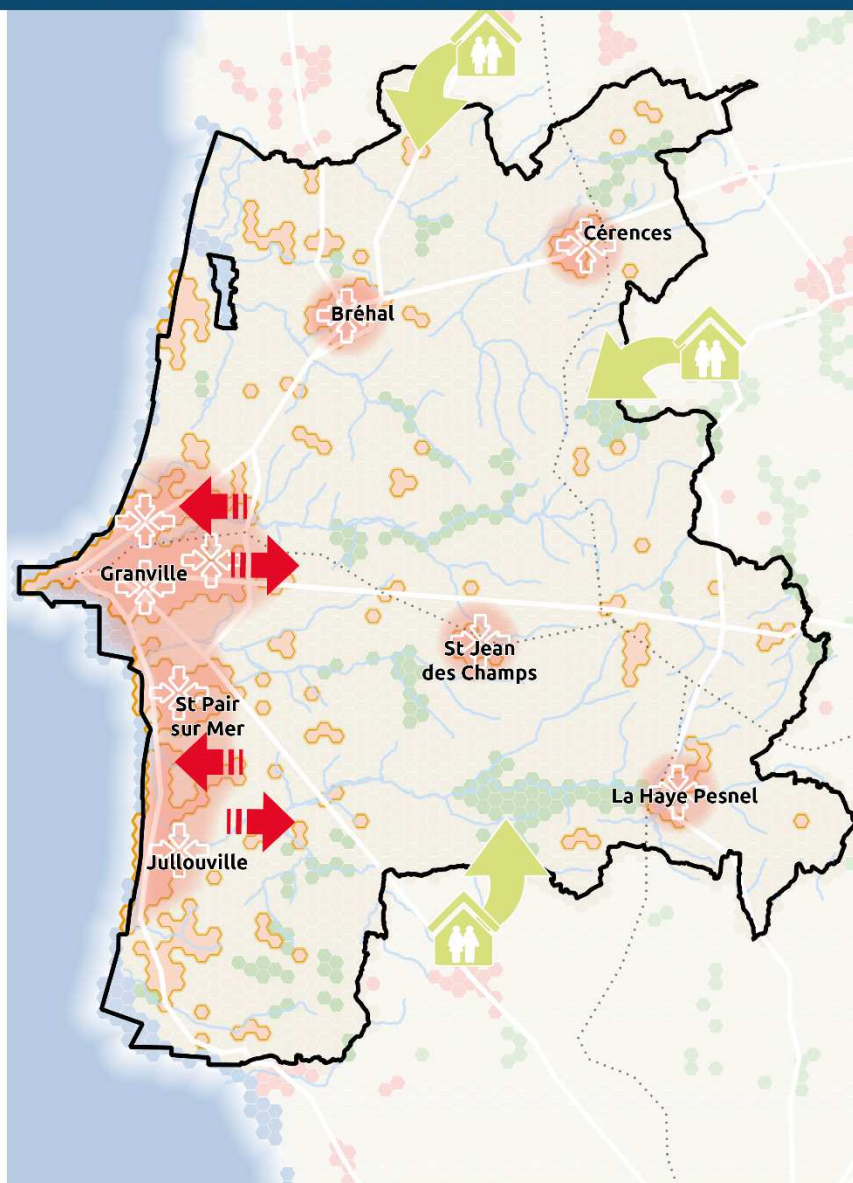 Cérences
Bréhal
Granville
St Jean
des Champs
St Pair
sur Mer
La Haye Pesnel
Jullouville